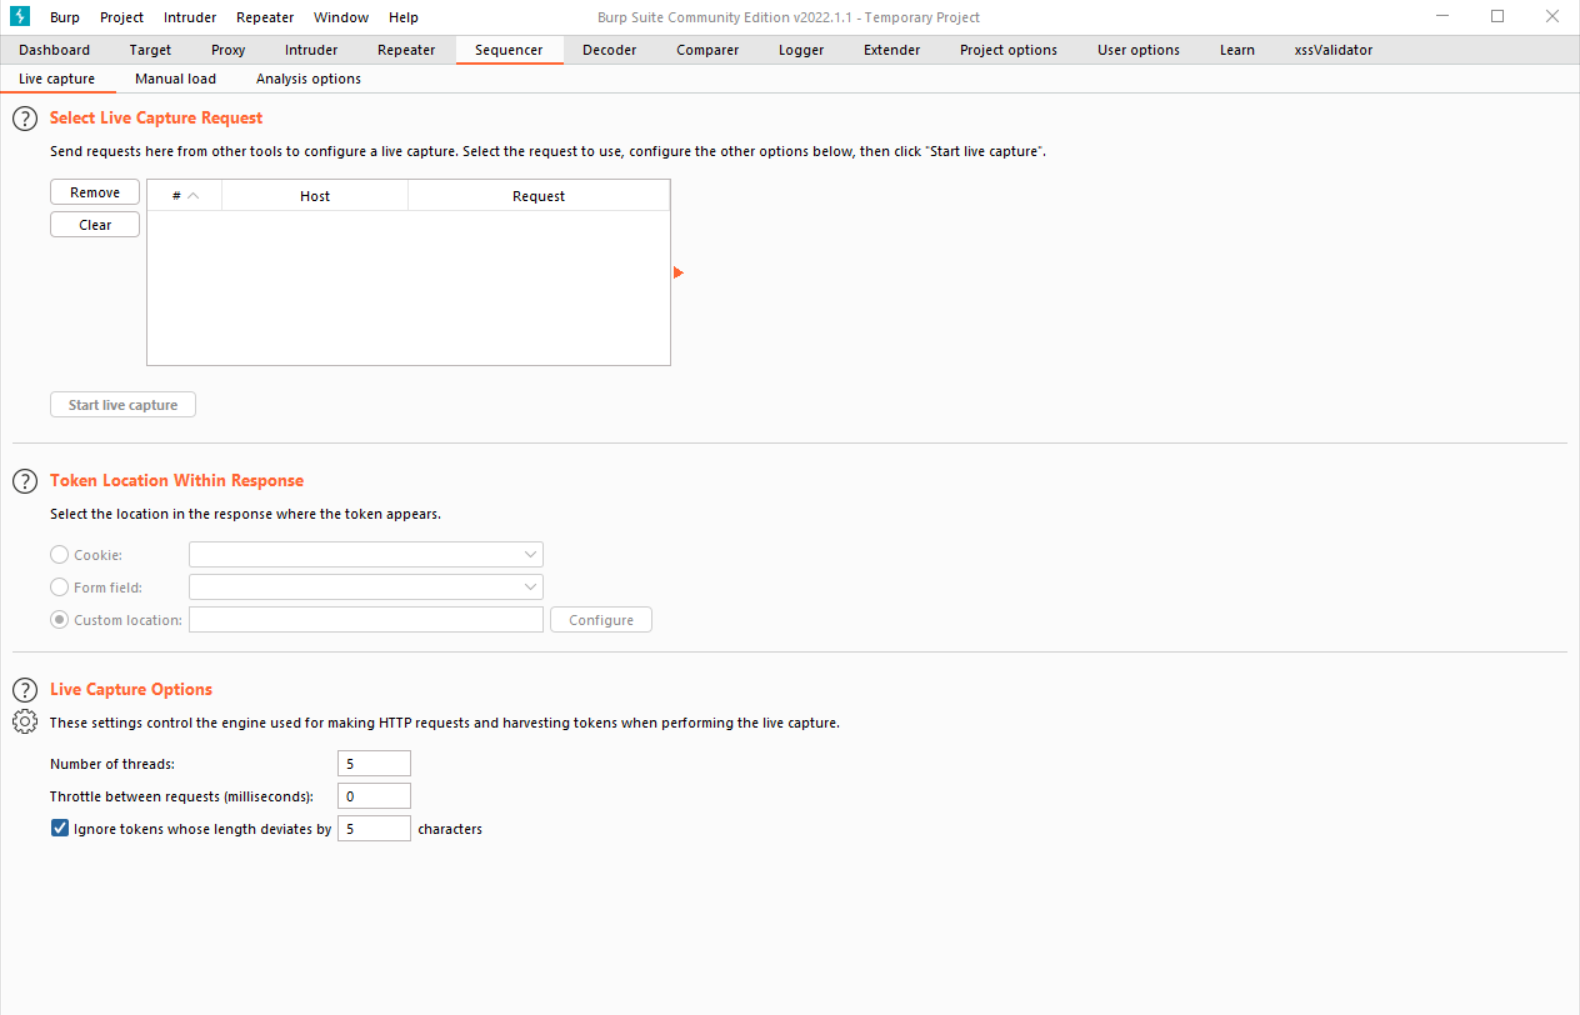 Burp Project Intruder Repeater Window Help Burp Suite Community Edition v2022.1.1 - Temporary Project
Dashboard Target Proxy Intruder Repeater Sequencer Decoder Comparer Logger Extender Project options User options Learn xssValidator
Live capture Manual load Analysis options
? Select Live Capture Request
Send requests here from other tools to configure a live capture. Select the request to use, configure the other options below, then click "Start live capture".
Remove # Host Request
Clear
Start live capture
? Token Location Within Response
Select the location in the response where the token appears.
Cookie:
Form field:
Custom location: Configure
? Live Capture Options
These settings control the engine used for making HTTP requests and harvesting tokens when performing the live capture.
Number of threads: 5
Throttle between requests (milliseconds): 0
Ignore tokens whose length deviates by 5 characters